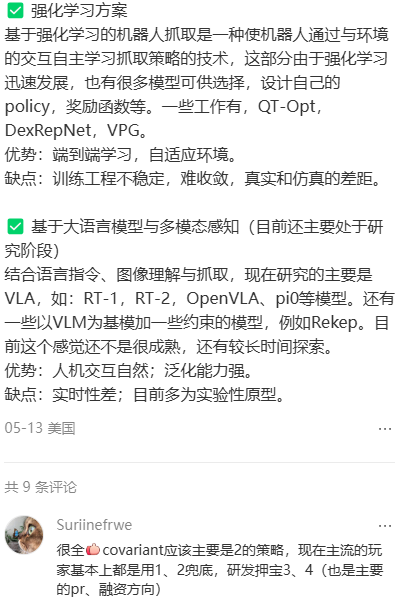 ✅ 强化学习方案
基于强化学习的机器人抓取是一种使机器人通过与环境
的交互自主学习抓取策略的技术，这部分由于强化学习
迅速发展，也有很多模型可供选择，设计自己的
policy，奖励函数等。一些工作有，QT-Opt，
DexRepNet，VPG。
优势：端到端学习，自适应环境。
缺点：训练工程不稳定，难收敛，真实和仿真的差距。
✅ 基于大语言模型与多模态感知（目前还主要处于研
究阶段）
结合语言指令、图像理解与抓取，现在研究的主要是
VLA，如：RT-1，RT-2，OpenVLA、pi0等模型。还有
一些以VLM为基模加一些约束的模型，例如Rekep。目
前这个感觉还不是很成熟，还有较长时间探索。
优势：人机交互自然；泛化能力强。
缺点：实时性差；目前多为实验性原型。
05-13 美国
共 9 条评论
Suriinefrwe
很全👍covariant应该主要是2的策略，现在主流的玩
家基本上都是用1、2兜底，研发押宝3、4（也是主要
的pr、融资方向）